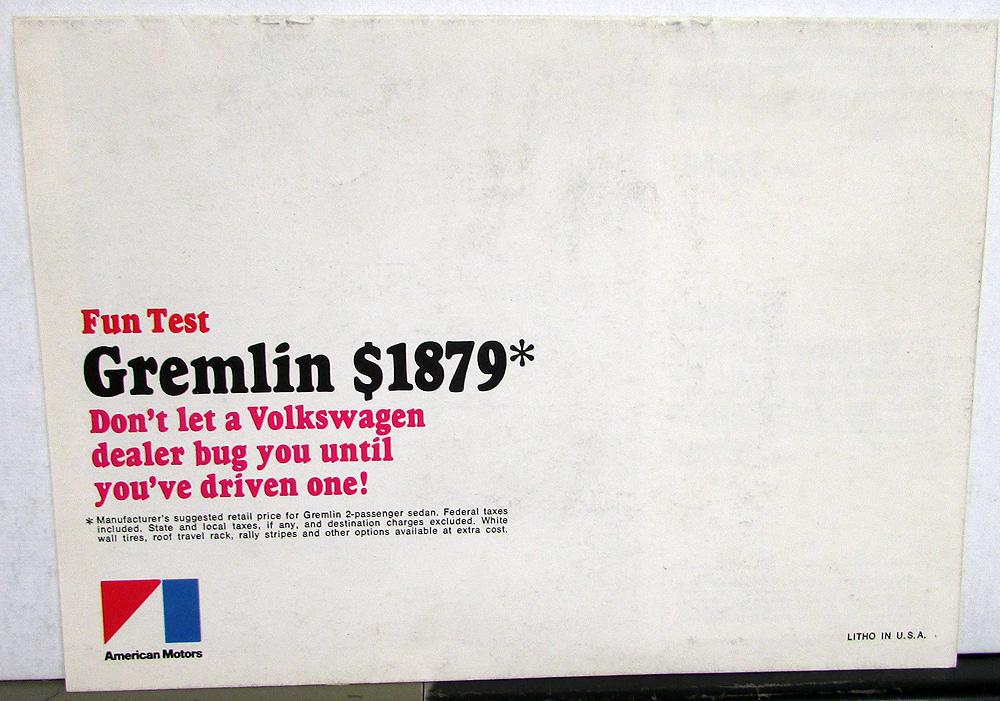 Fun Test
Gremlin $1879*
Don't let a Volkswagen
dealer bug you until
you've driven one!
* Manufacturer's suggested retail price for Gremlin 2-passenger sedan. Federal taxes
included. State and local taxes, if any, and destination charges excluded. White
wall tires, roof travel rack, rally stripes and other options available at extra cost.
American Motors
LITHO IN U.S.A.